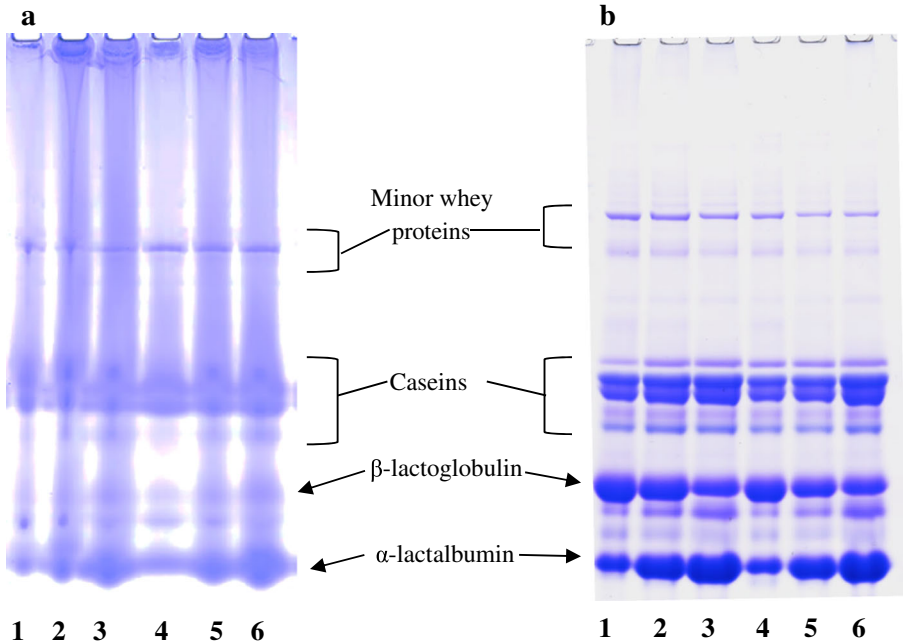 a
b
Minor whey
proteins
Caseins
β-lactoglobulin
α-lactalbumin
1 2 3 4 5 6
1 2 3 4 5 6